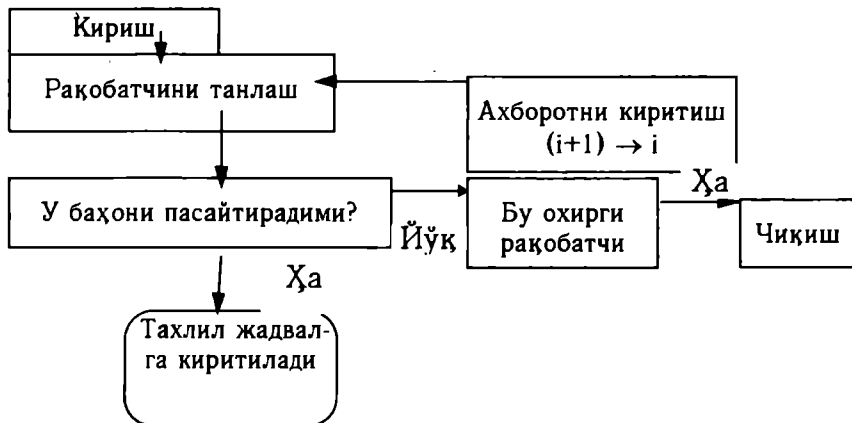 Кириш
Рақобатчини танлаш
Ахборотни киритиш
(i+1) → i
У баҳони пасайтирадими?
Йўқ
Бу охирги
рақобатчи
Ҳа
Чиқиш
Ҳа
Тахлил жадвал-
га киритилади